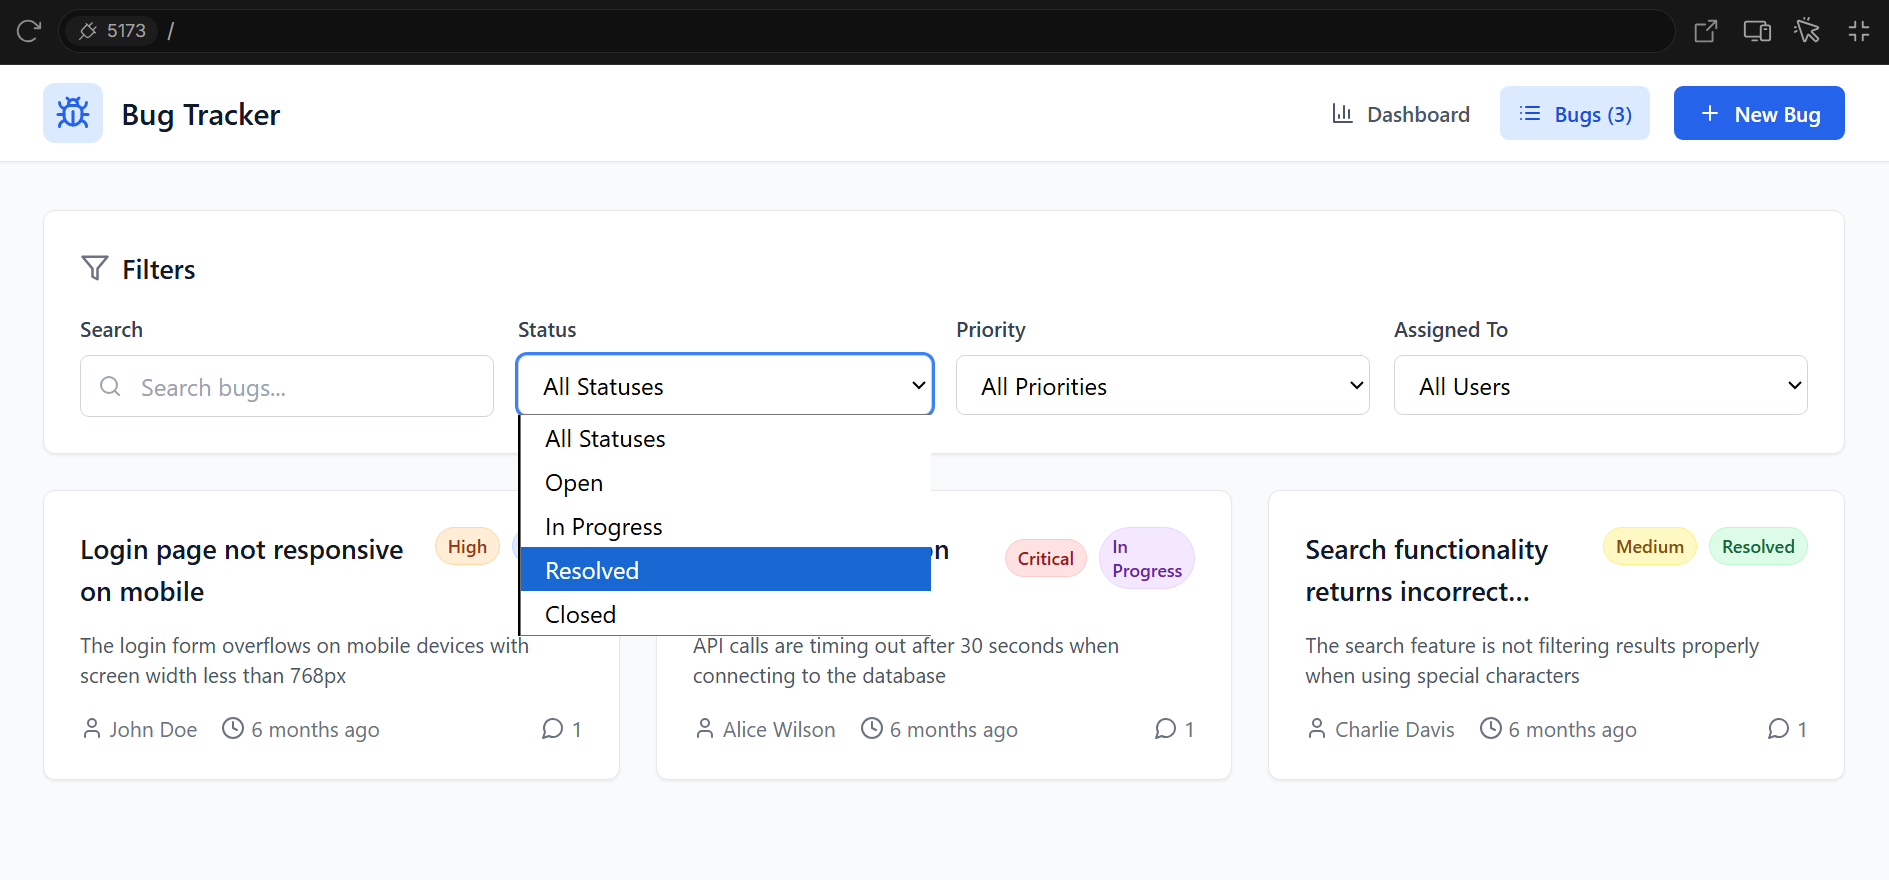 5173 /
Bug Tracker
Dashboard
Bugs (3)
New Bug
Filters
Search
Status
Priority
Assigned To
Search bugs...
All Statuses
All Priorities
All Users
All Statuses
Open
In Progress
Resolved
Closed
Login page not responsive
on mobile
High
The login form overflows on mobile devices with
screen width less than 768px
John Doe
6 months ago
1
Critical
In
Progress
API calls are timing out after 30 seconds when
connecting to the database
Alice Wilson
6 months ago
1
Search functionality
returns incorrect...
Medium
Resolved
The search feature is not filtering results properly
when using special characters
Charlie Davis
6 months ago
1